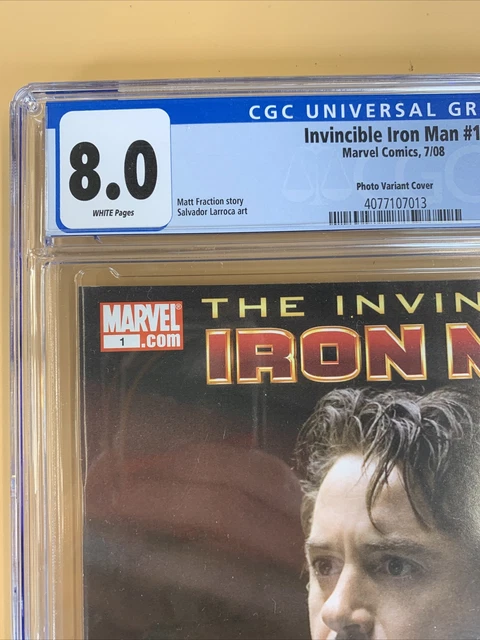 CGC UNIVERSAL GR
8.0
WHITE Pages
Invincible Iron Man #1
Marvel Comics, 7/08
Photo Variant Cover
Matt Fraction story
Salvador Larroca art
4077107013
MARVEL®
1 .com
THE INVIN
IRON M